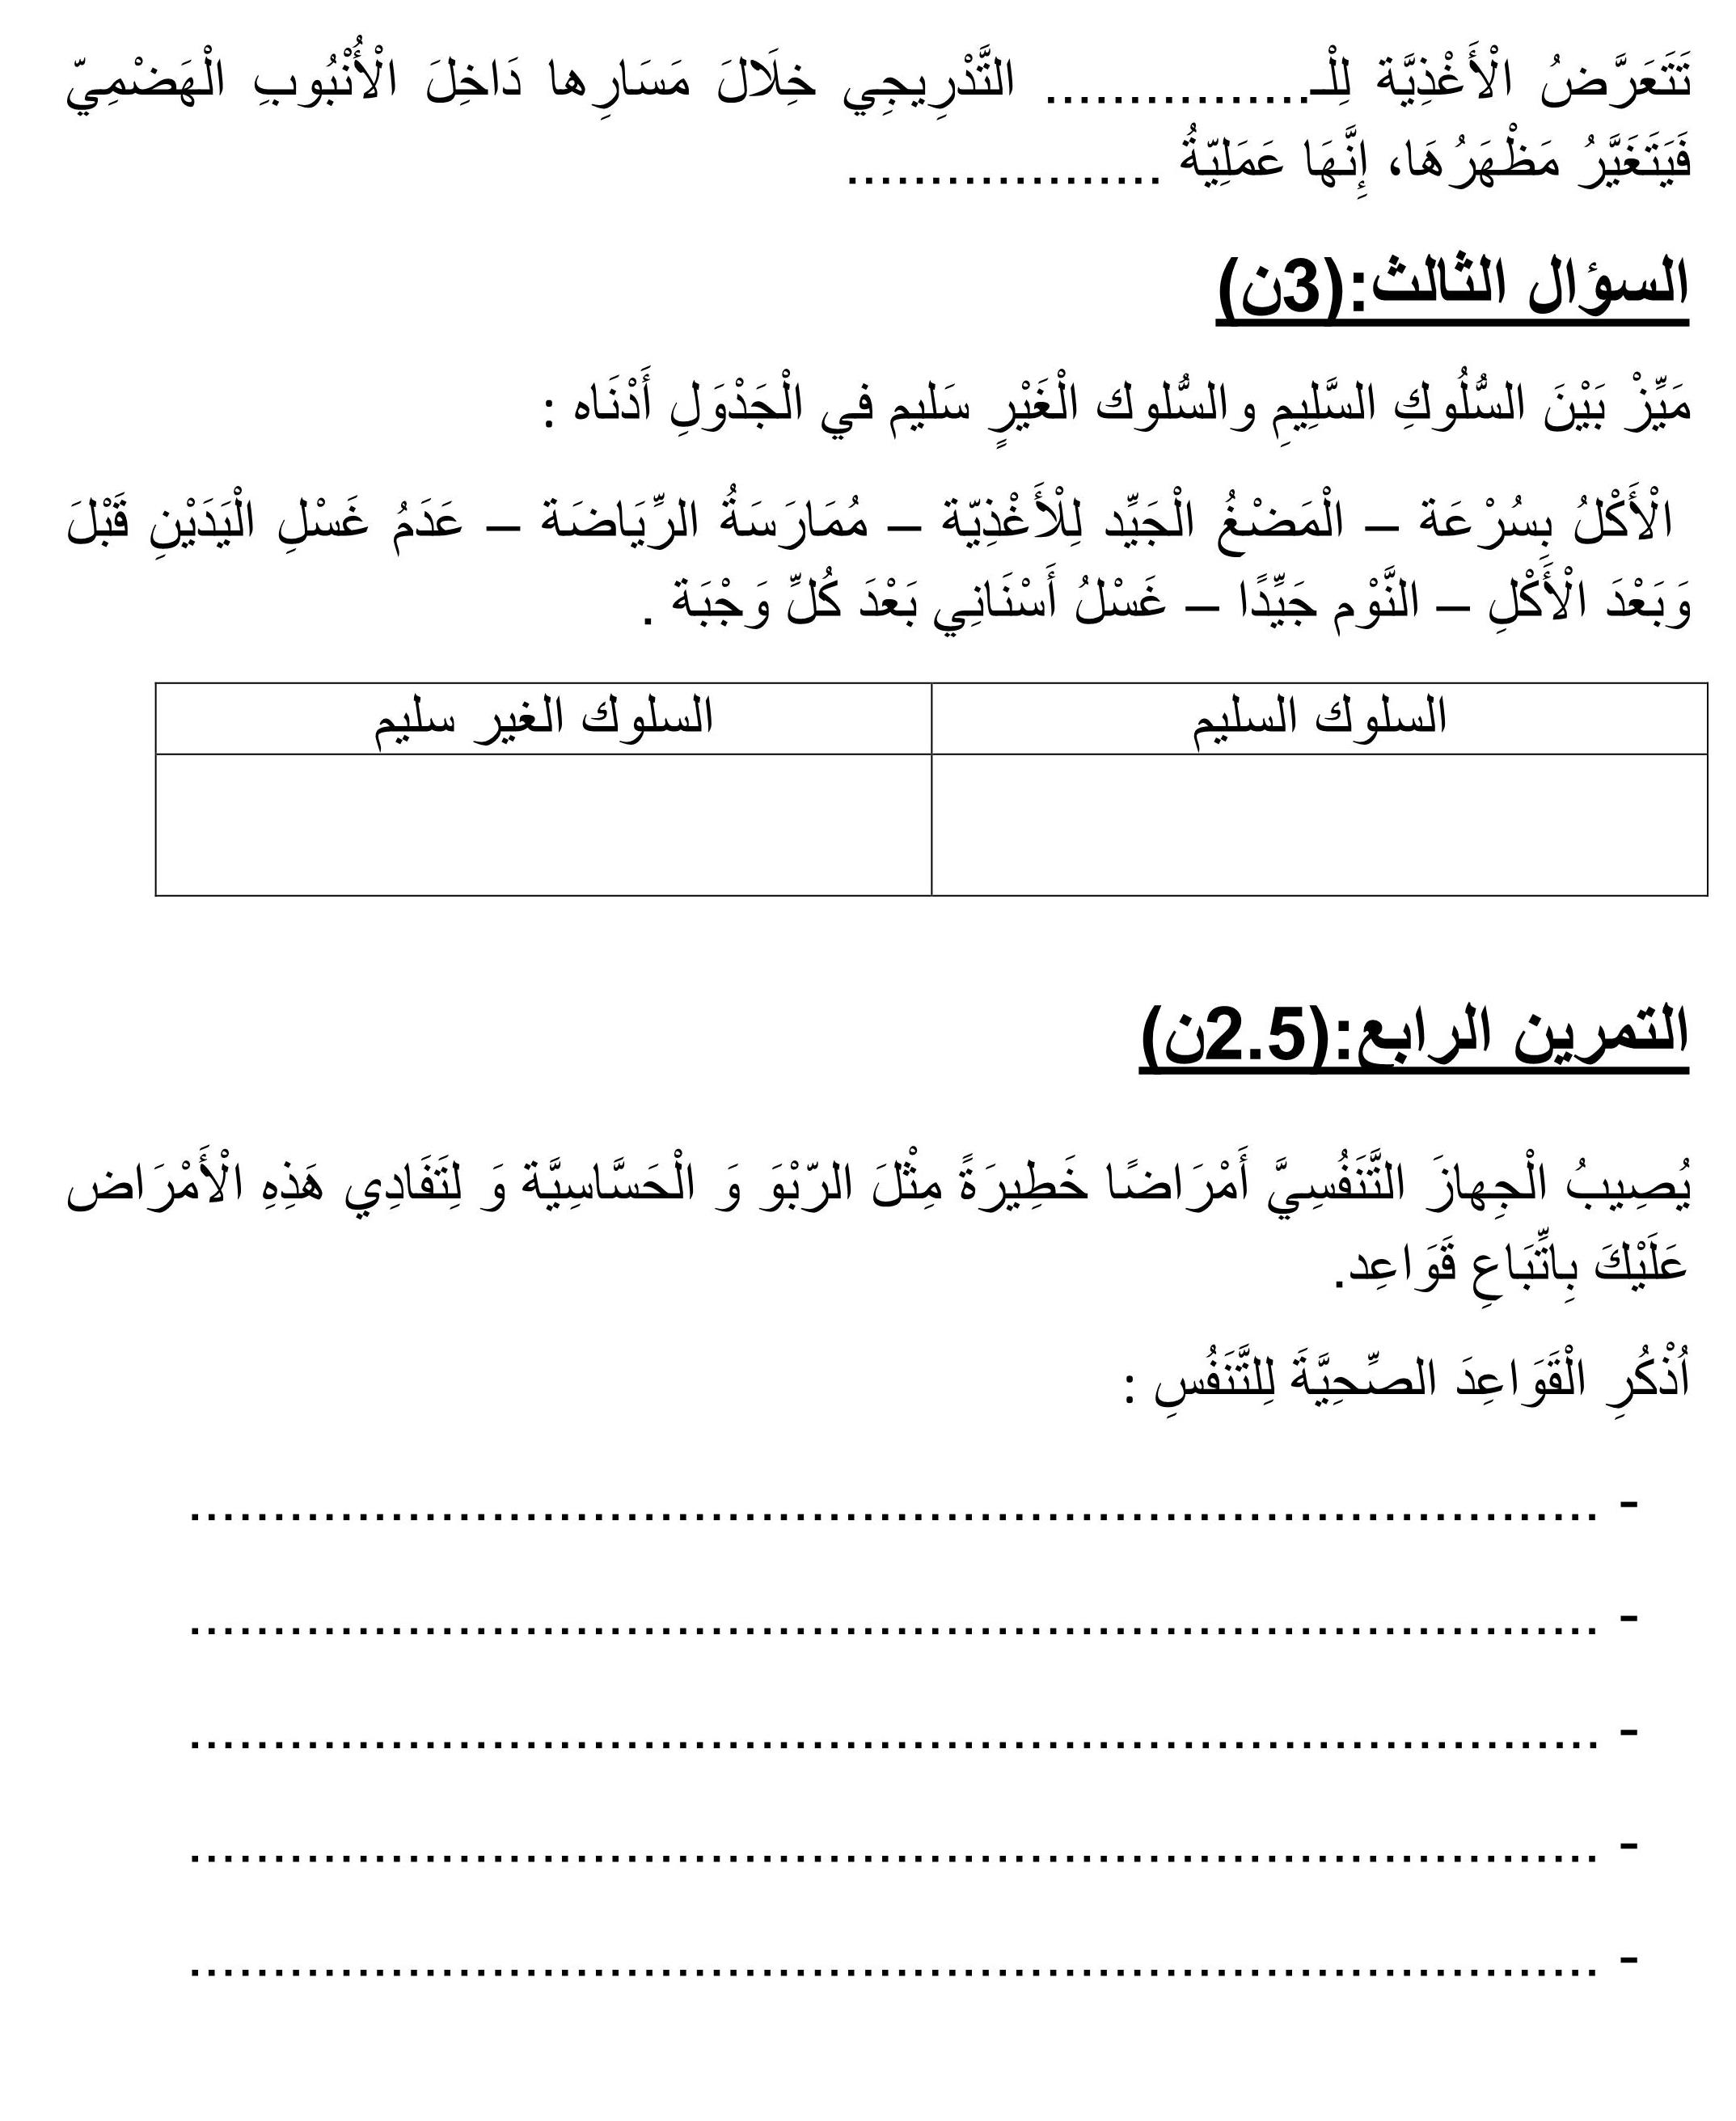 تَتَعَرَّضُ الْأَغْذِيَّة لِلْـ................ التَّدْرِيجِي خِلَالَ مَسَارِها دَاخِلَ الْأُنْبُوبِ الْهَضْمِيّ
فَيَتَغَيَّرُ مَظْهَرُهَا، إِنَّهَا عَمَلِيّةُ ...................
السؤال الثالث:(3ن)
مَيِّزْ بَيْنَ السُّلُوكِ السَّلِيمِ والسُّلوك الْغَيْرِ سَليم في الْجَدْوَلِ أَدْنَاه :
الْأَكْلُ بِسُرْعَة – الْمَضْغُ الْجَيِّد لِلْأَغْذِيّة – مُمَارَسَةُ الرِّيَاضَة – عَدَمُ غَسْلِ الْيَدَيْنِ قَبْلَ
وَبَعْدَ الْأَكْلِ – النَّوْم جَيِّدًا – غَسْلُ أَسْنَانِي بَعْدَ كُلِّ وَجْبَة .
السلوك السليم	السلوك الغير سليم
التمرين الرابع:(2.5ن)
يُصِيبُ الْجِهازَ التَّنَفُسِيَّ أَمْرَاضًا خَطِيرَةً مِثْلَ الرّبْوَ وَ الْحَسَّاسِيَّة وَ لِتَفَادِي هَذِهِ الْأَمْرَاض
عَلَيْكَ بِاتِّبَاعِ قَوَاعِد.
اُذْكُرِ الْقَوَاعِدَ الصِّحِيَّةَ لِلتَّنَفُسِ :
- ....................................................................................
- ....................................................................................
- ....................................................................................
- ....................................................................................
- ....................................................................................